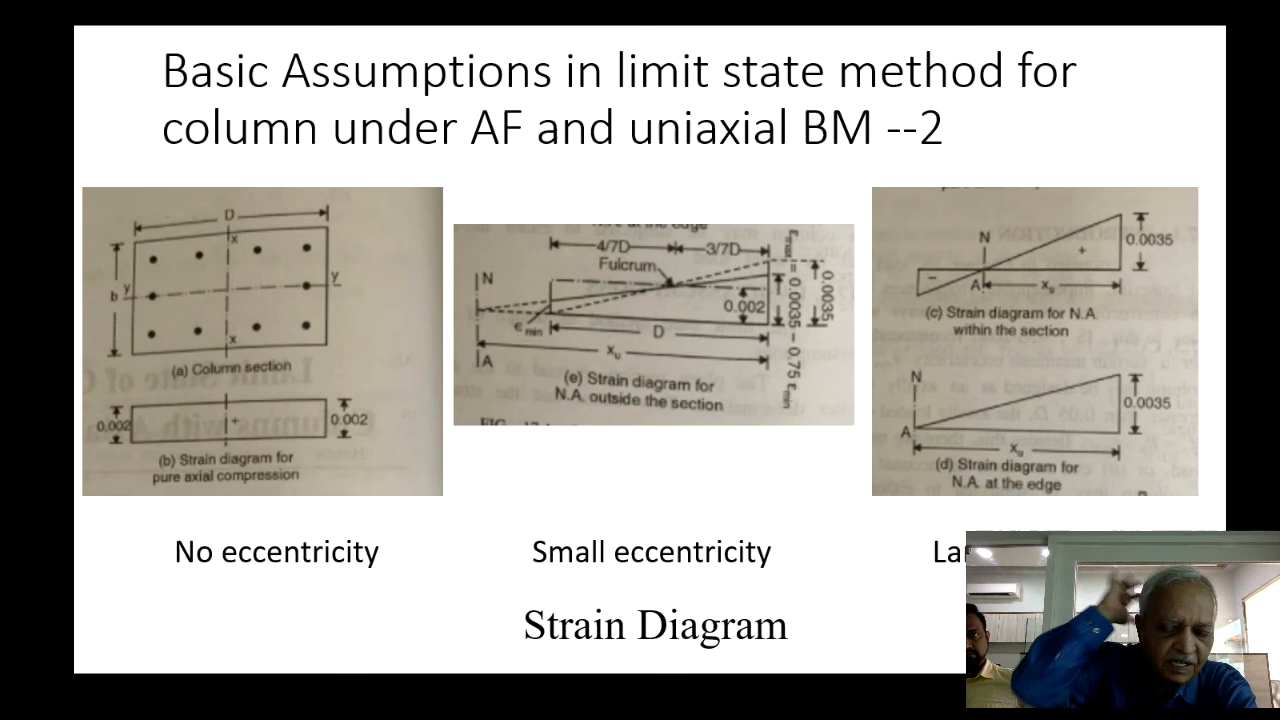 Basic Assumptions in limit state method for
column under AF and uniaxial BM --2
D
x
y
b
y
x
(a) Column section
0.002
+
0.002
(b) Strain diagram for
pure axial compression
4/7D
3/7D
Fulcrum
N
0.002
ε min
D
A
xu
εmax = 0.0035 – 0.75 εmin
0.0035
(e) Strain diagram for
N.A. outside the section
N
+
0.0035
–
A
xu
(c) Strain diagram for N.A.
within the section
N
0.0035
A
xu
(d) Strain diagram for
N.A. at the edge
No eccentricity
Small eccentricity
Strain Diagram